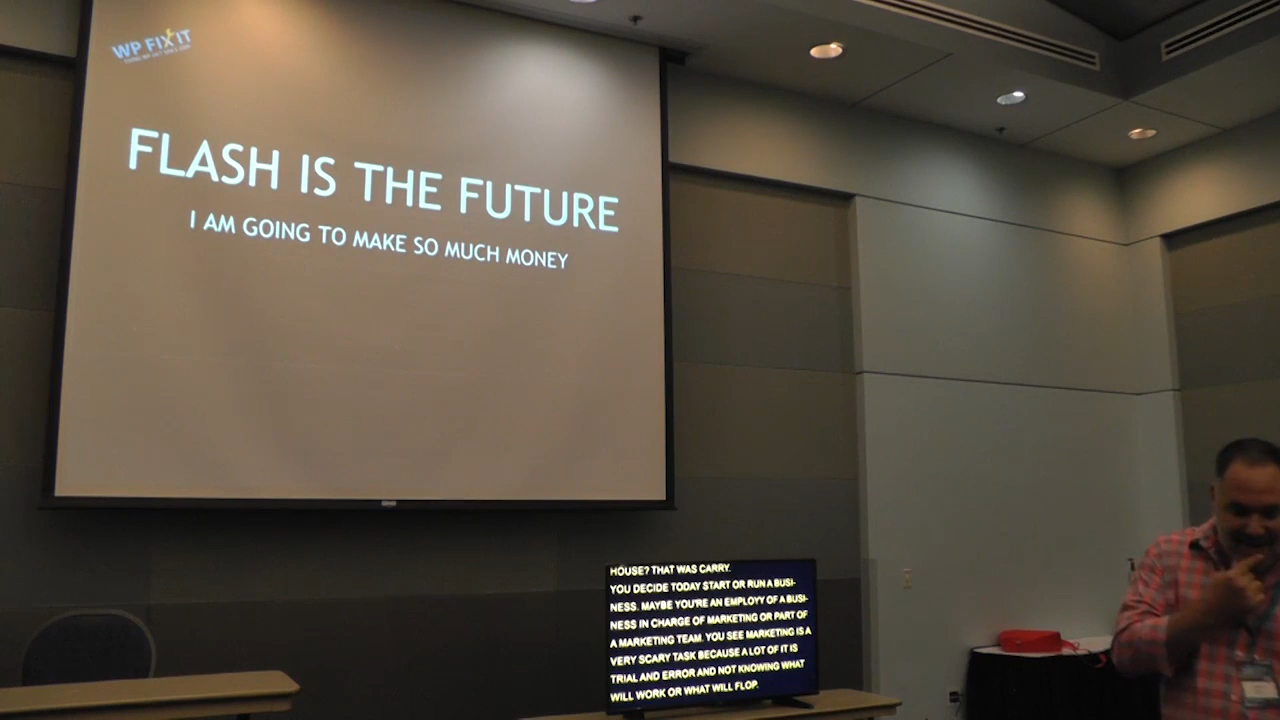 WP FIXIT
FLASH IS THE FUTURE
I AM GOING TO MAKE SO MUCH MONEY
HOUSE? THAT WAS CARRY.
YOU DECIDE TODAY START OR RUN A BUSI-
NESS. MAYBE YOU'RE AN EMPLOYY OF A BUSI-
NESS IN CHARGE OF MARKETING OR PART OF
A MARKETING TEAM. YOU SEE MARKETING IS A
VERY SCARY TASK BECAUSE A LOT OF IT IS
TRIAL AND ERROR AND NOT KNOWING WHAT
WILL WORK OR WHAT WILL FLOP.